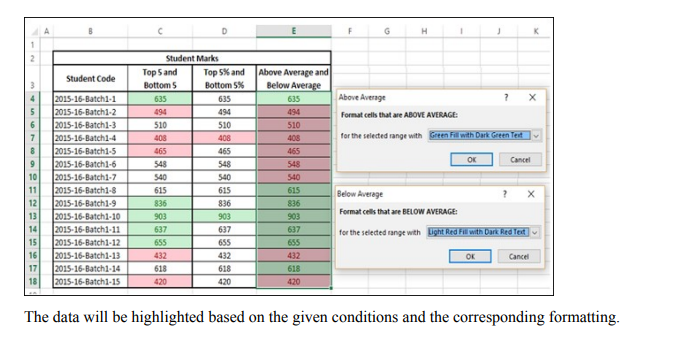 A B C D E F G H I J K
1
2 Student Marks
3 Student Code Top 5 and Bottom 5 Top 5% and Bottom 5% Above Average and Below Average
4 2015-16-Batch1-1 635 635 635
5 2015-16-Batch1-2 494 494 494
6 2015-16-Batch1-3 510 510 510
7 2015-16-Batch1-4 408 408 408
8 2015-16-Batch1-5 465 465 465
9 2015-16-Batch1-6 548 548 548
10 2015-16-Batch1-7 540 540 540
11 2015-16-Batch1-8 615 615 615
12 2015-16-Batch1-9 836 836 836
13 2015-16-Batch1-10 903 903 903
14 2015-16-Batch1-11 637 637 637
15 2015-16-Batch1-12 655 655 655
16 2015-16-Batch1-13 432 432 432
17 2015-16-Batch1-14 618 618 618
18 2015-16-Batch1-15 420 420 420
Above Average ? X
Format cells that are ABOVE AVERAGE:
for the selected range with Green Fill with Dark Green Text
OK Cancel
Below Average ? X
Format cells that are BELOW AVERAGE:
for the selected range with Light Red Fill with Dark Red Text
OK Cancel
The data will be highlighted based on the given conditions and the corresponding formatting.